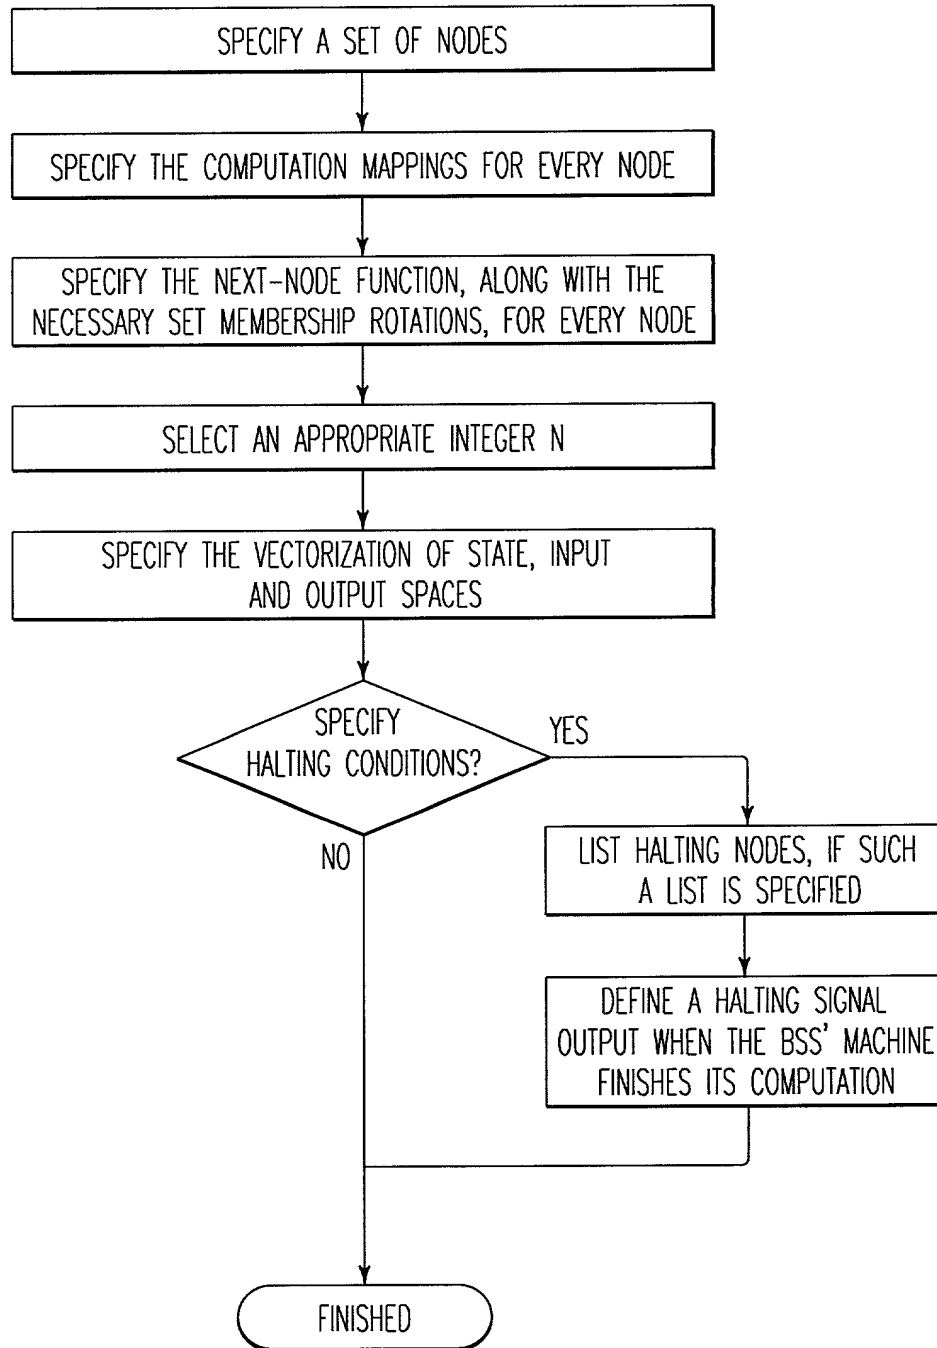 SPECIFY A SET OF NODES
SPECIFY THE COMPUTATION MAPPINGS FOR EVERY NODE
SPECIFY THE NEXT-NODE FUNCTION, ALONG WITH THE
NECESSARY SET MEMBERSHIP ROTATIONS, FOR EVERY NODE
SELECT AN APPROPRIATE INTEGER N
SPECIFY THE VECTORIZATION OF STATE, INPUT
AND OUTPUT SPACES
SPECIFY
HALTING CONDITIONS?
YES
NO
LIST HALTING NODES, IF SUCH
A LIST IS SPECIFIED
DEFINE A HALTING SIGNAL
OUTPUT WHEN THE BSS' MACHINE
FINISHES ITS COMPUTATION
FINISHED